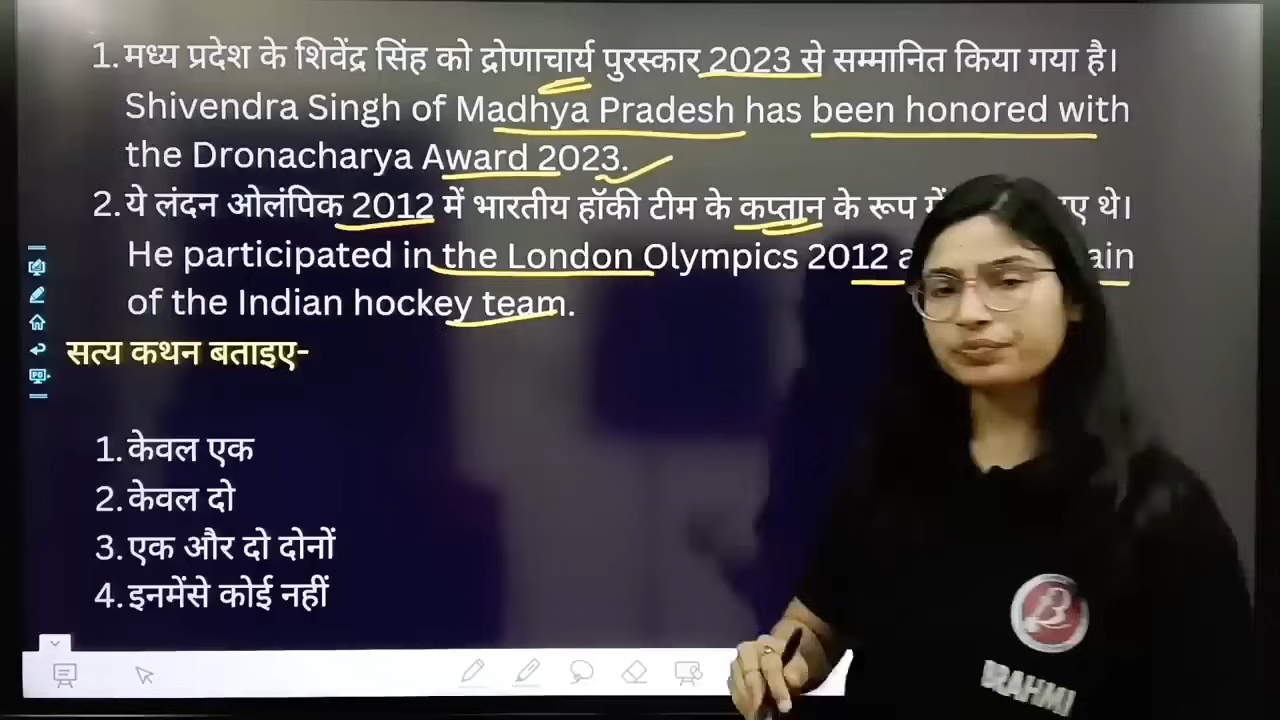 1. मध्य प्रदेश के शिवेंद्र सिंह को द्रोणाचार्य पुरस्कार 2023 से सम्मानित किया गया है।
Shivendra Singh of Madhya Pradesh has been honored with
the Dronacharya Award 2023.
2. ये लंदन ओलंपिक 2012 में भारतीय हॉकी टीम के कप्तान के रूप में थे।
He participated in the London Olympics 2012
of the Indian hockey team.
सत्य कथन बताइए-
1. केवल एक
2. केवल दो
3. एक और दो दोनों
4. इनमेंसे कोई नहीं
BRAHMI